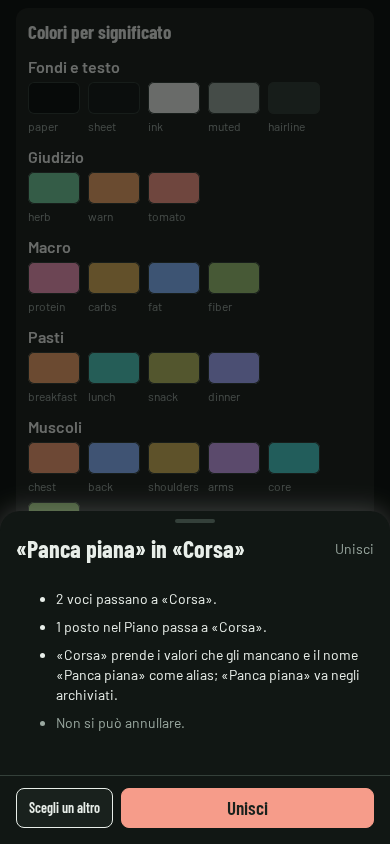 Colori per significato
Fondi e testo
paper sheet ink muted hairline
Giudizio
herb warn tomato
Macro
protein carbs fat fiber
Pasti
breakfast lunch snack dinner
Muscoli
chest back shoulders arms core
«Panca piana» in «Corsa» Unisci
• 2 voci passano a «Corsa».
• 1 posto nel Piano passa a «Corsa».
• «Corsa» prende i valori che gli mancano e il nome
«Panca piana» come alias; «Panca piana» va negli
archiviati.
• Non si può annullare.
Scegli un altro Unisci